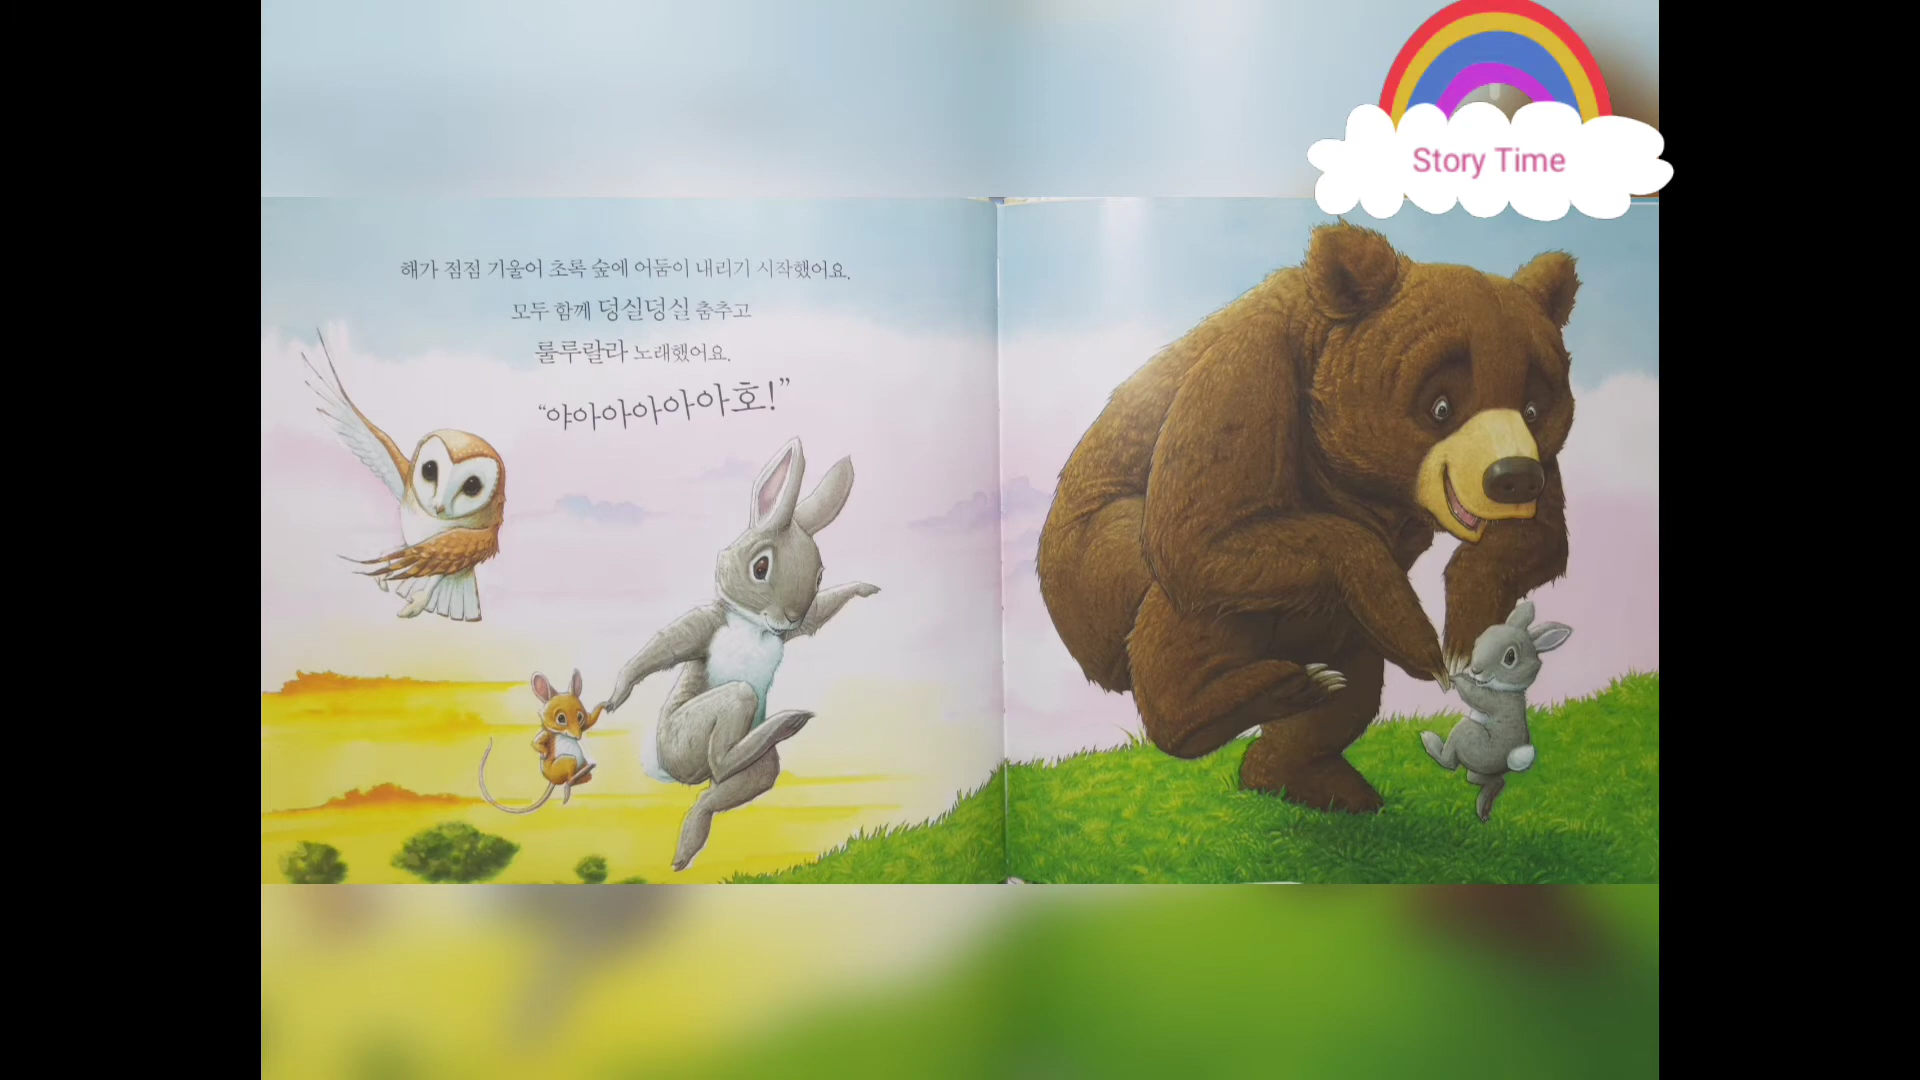 Story Time
해가 점점 기울어 초록 숲에 어둠이 내리기 시작했어요.
모두 함께 덩실덩실 춤추고
룰루랄라 노래했어요.
“야아아아아아호!”